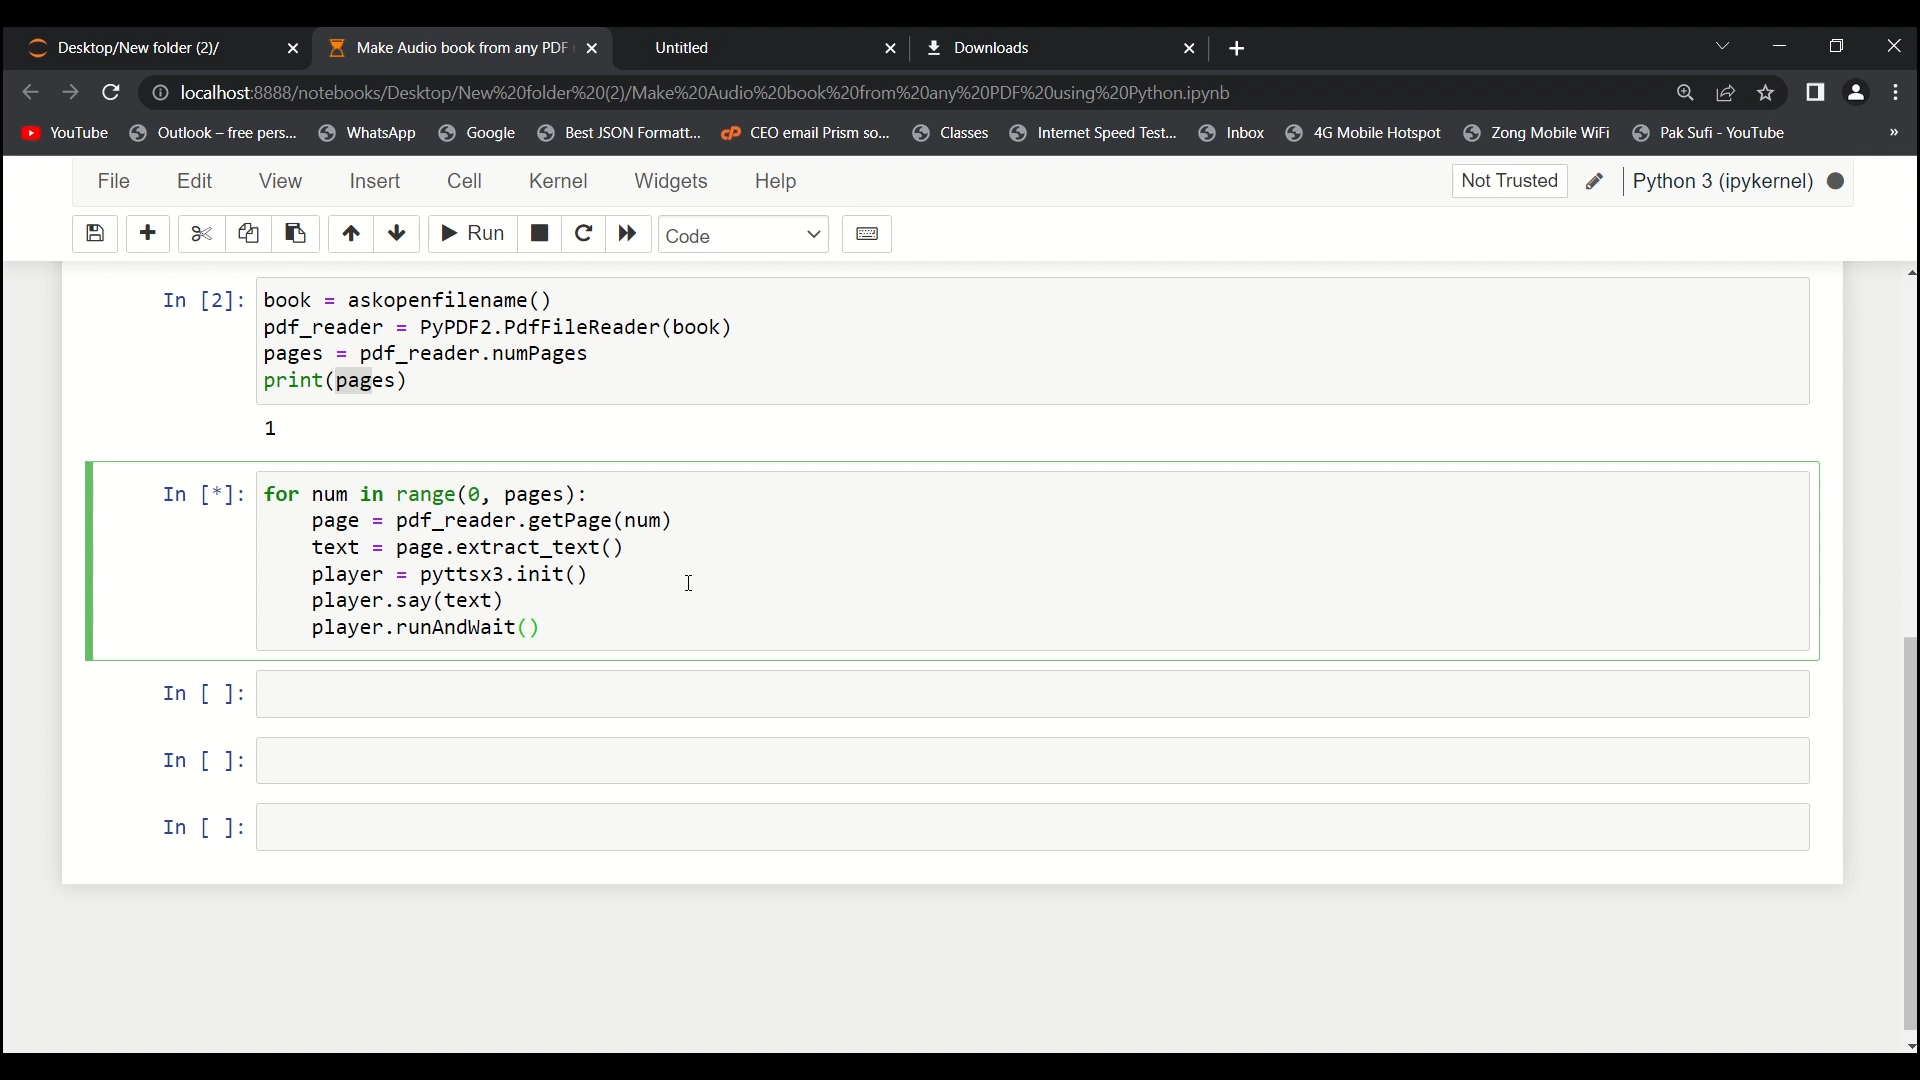 Desktop/New folder (2)/
Make Audio book from any PDF
Untitled
Downloads
localhost:8888/notebooks/Desktop/New%20folder%20(2)/Make%20Audio%20book%20from%20any%20PDF%20using%20Python.ipynb
YouTube
Outlook – free pers...
WhatsApp
Google
Best JSON Formatt...
CEO email Prism so...
Classes
Internet Speed Test...
Inbox
4G Mobile Hotspot
Zong Mobile WiFi
Pak Sufi - YouTube
»
File Edit View Insert Cell Kernel Widgets Help
Not Trusted
Python 3 (ipykernel)
Run
Code
In [2]:
book = askopenfilename()
pdf_reader = PyPDF2.PdfFileReader(book)
pages = pdf_reader.numPages
print(pages)
1
In [*]:
for num in range(0, pages):
    page = pdf_reader.getPage(num)
    text = page.extract_text()
    player = pyttsx3.init()
    player.say(text)
    player.runAndWait()
In [ ]:
In [ ]:
In [ ]: